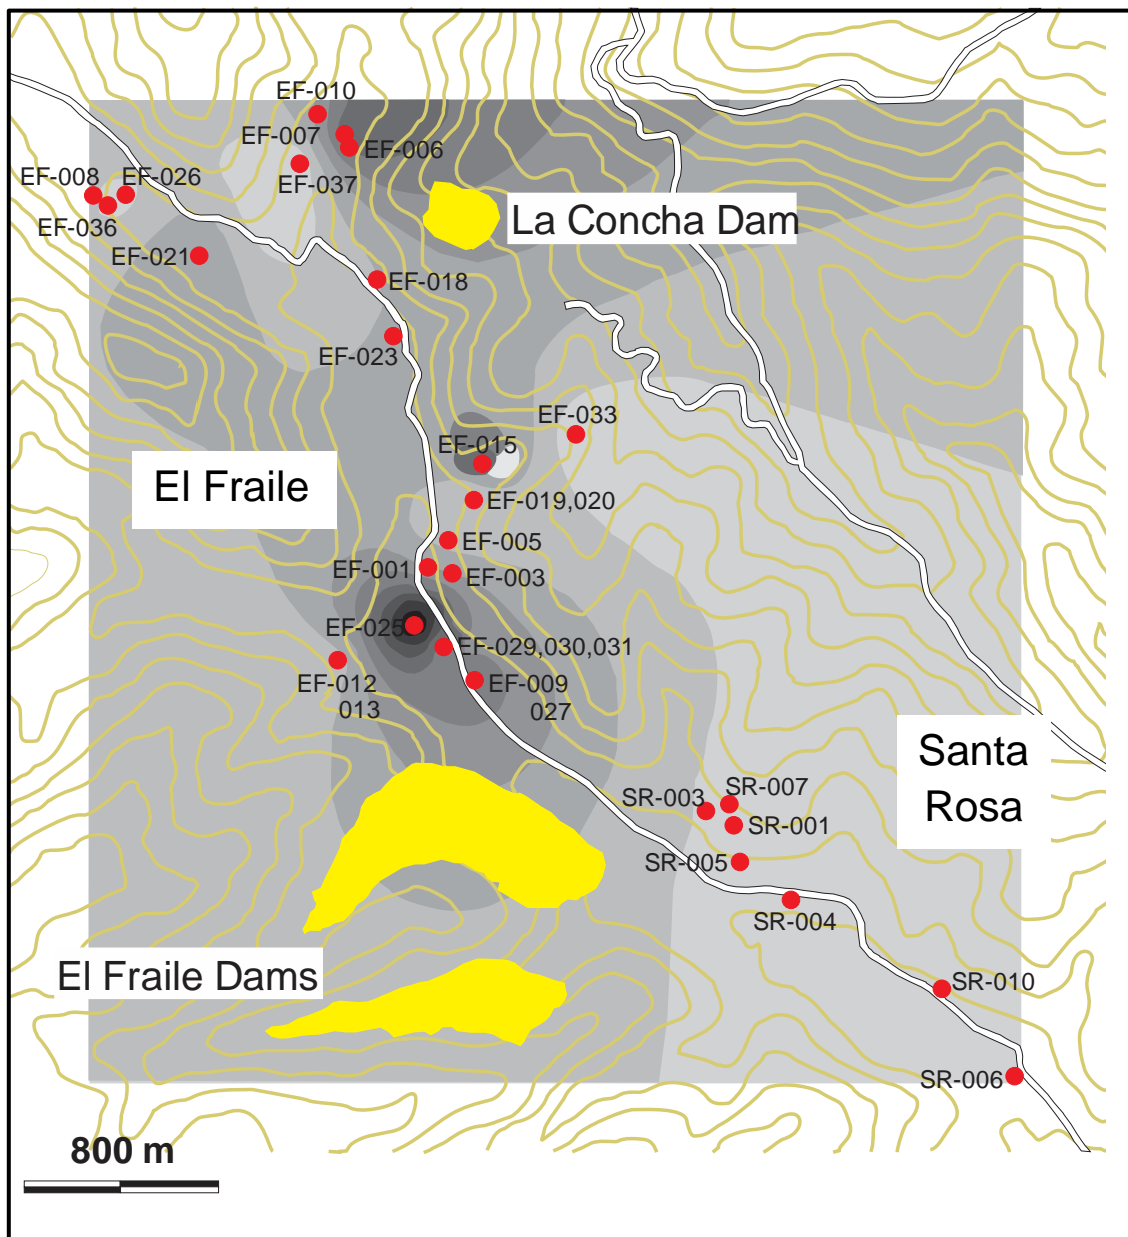 EF-010
EF-007
EF-006
EF-008
EF-026
EF-037
EF-036
La Concha Dam
EF-021
EF-018
EF-023
EF-033
EF-015
El Fraile
EF-019,020
EF-005
EF-001
EF-003
EF-025
EF-029,030,031
EF-012
013
EF-009
027
Santa
Rosa
SR-007
SR-003
SR-001
SR-005
SR-004
El Fraile Dams
SR-010
SR-006
800 m